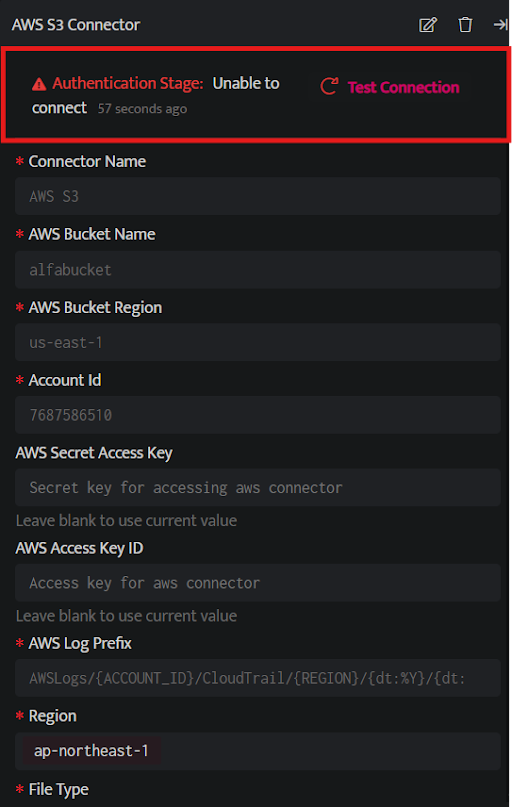 AWS S3 Connector
Authentication Stage: Unable to
connect 57 seconds ago
Test Connection
* Connector Name
AWS S3
* AWS Bucket Name
alfabucket
* AWS Bucket Region
us-east-1
* Account Id
7687586510
AWS Secret Access Key
Secret key for accessing aws connector
Leave blank to use current value
AWS Access Key ID
Access key for aws connector
Leave blank to use current value
* AWS Log Prefix
AWSLogs/{ACCOUNT_ID}/CloudTrail/{REGION}/{dt:%Y}/{dt:
* Region
ap-northeast-1
* File Type